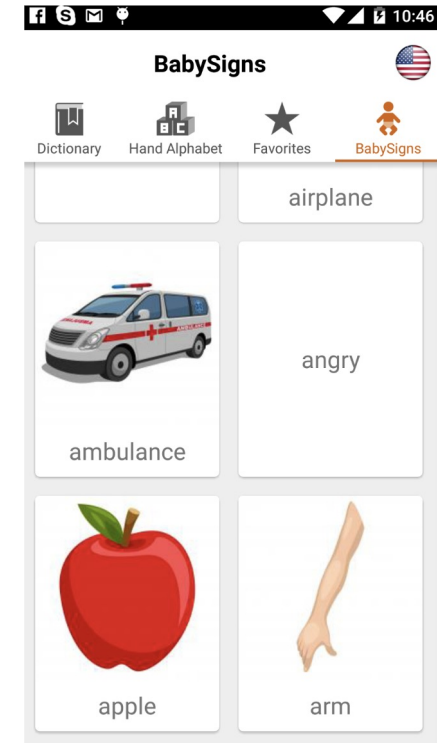 10:46
BabySigns
Dictionary
Hand Alphabet
Favorites
BabySigns
airplane
ambulance
angry
apple
arm